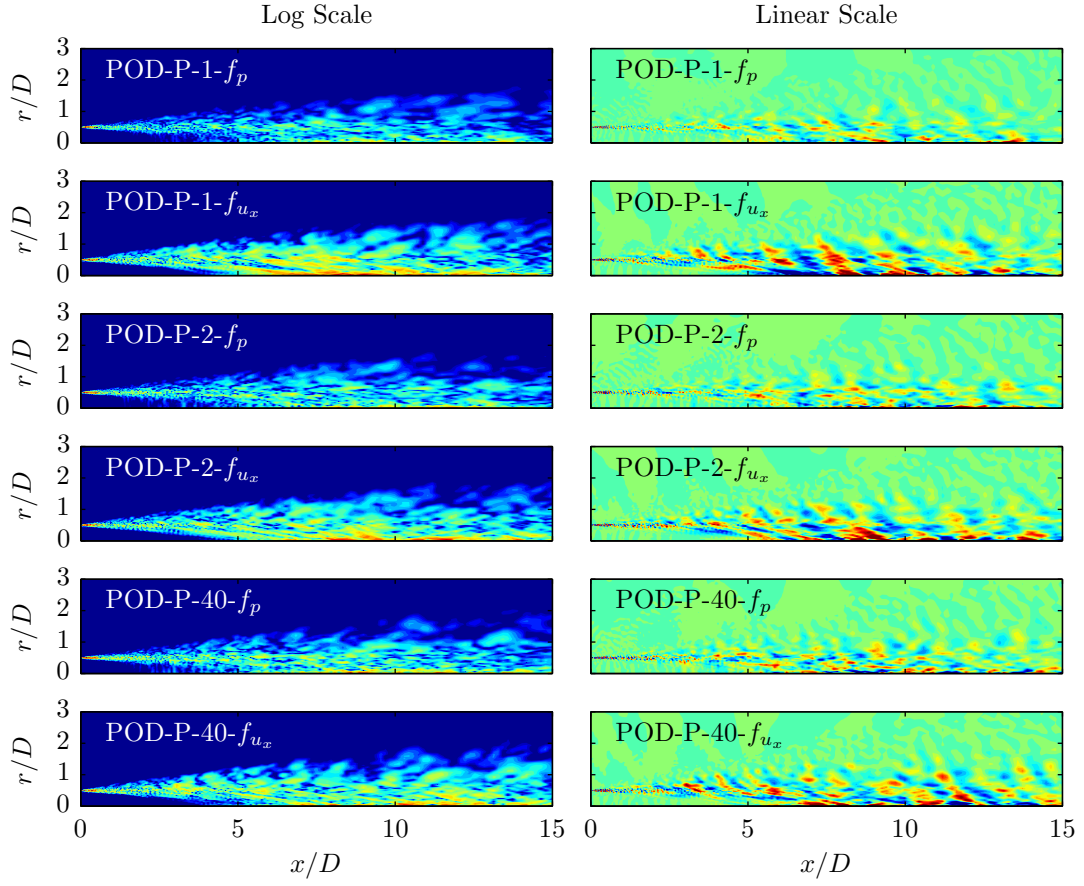 Log Scale Linear Scale
3 POD-P-1-f_p POD-P-1-f_p
2
r/D
1
0
3 POD-P-1-f_{u_x} POD-P-1-f_{u_x}
2
r/D
1
0
3 POD-P-2-f_p POD-P-2-f_p
2
r/D
1
0
3 POD-P-2-f_{u_x} POD-P-2-f_{u_x}
2
r/D
1
0
3 POD-P-40-f_p POD-P-40-f_p
2
r/D
1
0
3 POD-P-40-f_{u_x} POD-P-40-f_{u_x}
2
r/D
1
0
0 5 10 15 0 5 10 15
x/D x/D